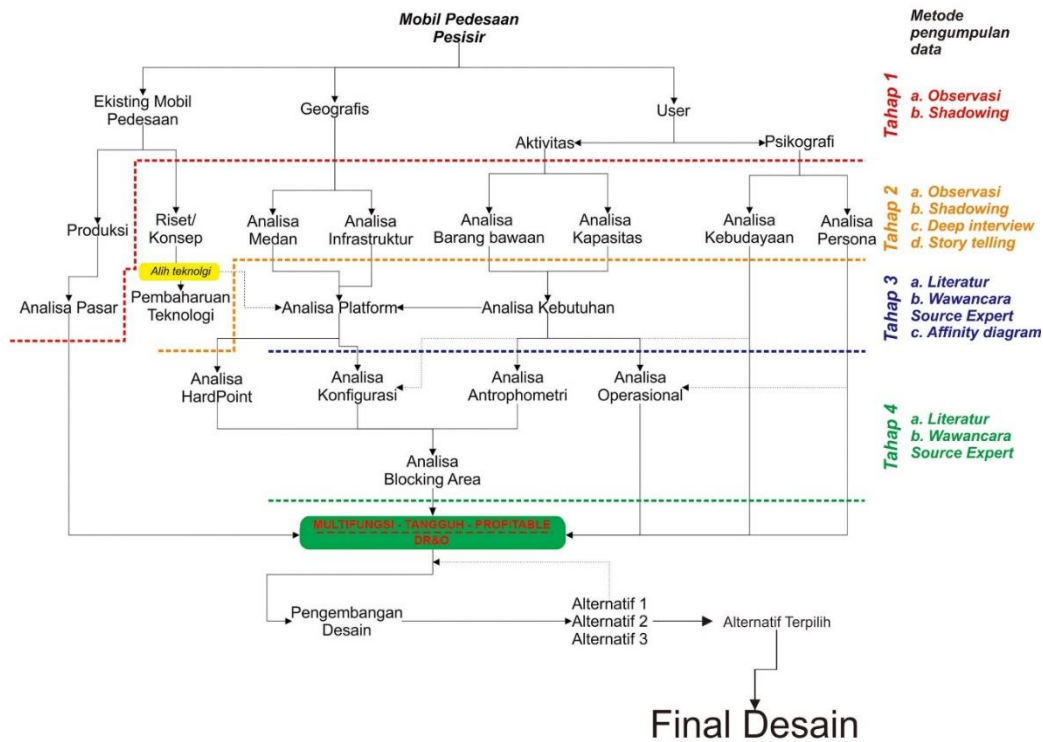 Mobil Pedesaan
Pesisir
Metode
pengumpulan
data
Ekisting Mobil
Pedesaan
Geografis
User
Aktivitas
Psikografi
Tahap 1
a. Observasi
b. Shadowing
Produksi
Riset/
Konsep
Analisa
Medan
Analisa
Infrastruktur
Analisa
Barang bawaan
Analisa
Kapasitas
Analisa
Kebudayaan
Analisa
Persona
Tahap 2
a. Observasi
b. Shadowing
c. Deep interview
d. Story telling
Alih teknolgi
Analisa Pasar
Pembaharuan
Teknologi
Analisa Platform
Analisa Kebutuhan
Tahap 3
a. Literatur
b. Wawancara
Source Expert
c. Affinity diagram
Analisa
HardPoint
Analisa
Konfigurasi
Analisa
Antrophometri
Analisa
Operasional
Tahap 4
a. Literatur
b. Wawancara
Source Expert
Analisa
Blocking Area
MULTIFUNGSI - TANGGUH - PROFITABLE
DR&O
Pengembangan
Desain
Alternatif 1
Alternatif 2
Alternatif 3
Alternatif Terpilih
Final Desain